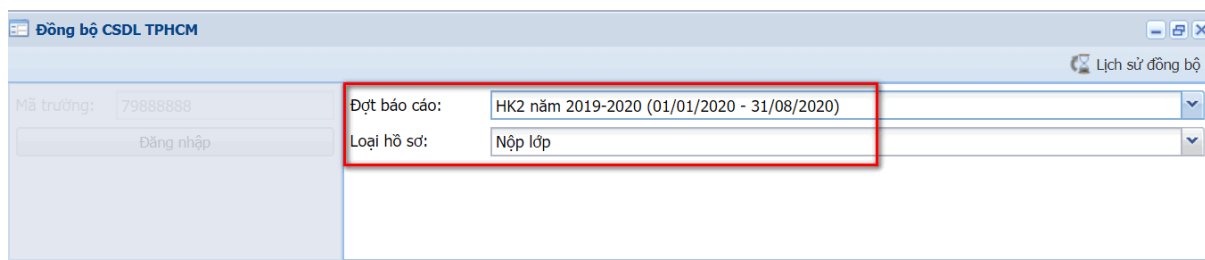 Đồng bộ CSDL TPHCM
Lịch sử đồng bộ
Mã trường: 79888888
Đăng nhập
Đợt báo cáo: HK2 năm 2019-2020 (01/01/2020 - 31/08/2020)
Loại hồ sơ: Nộp lớp